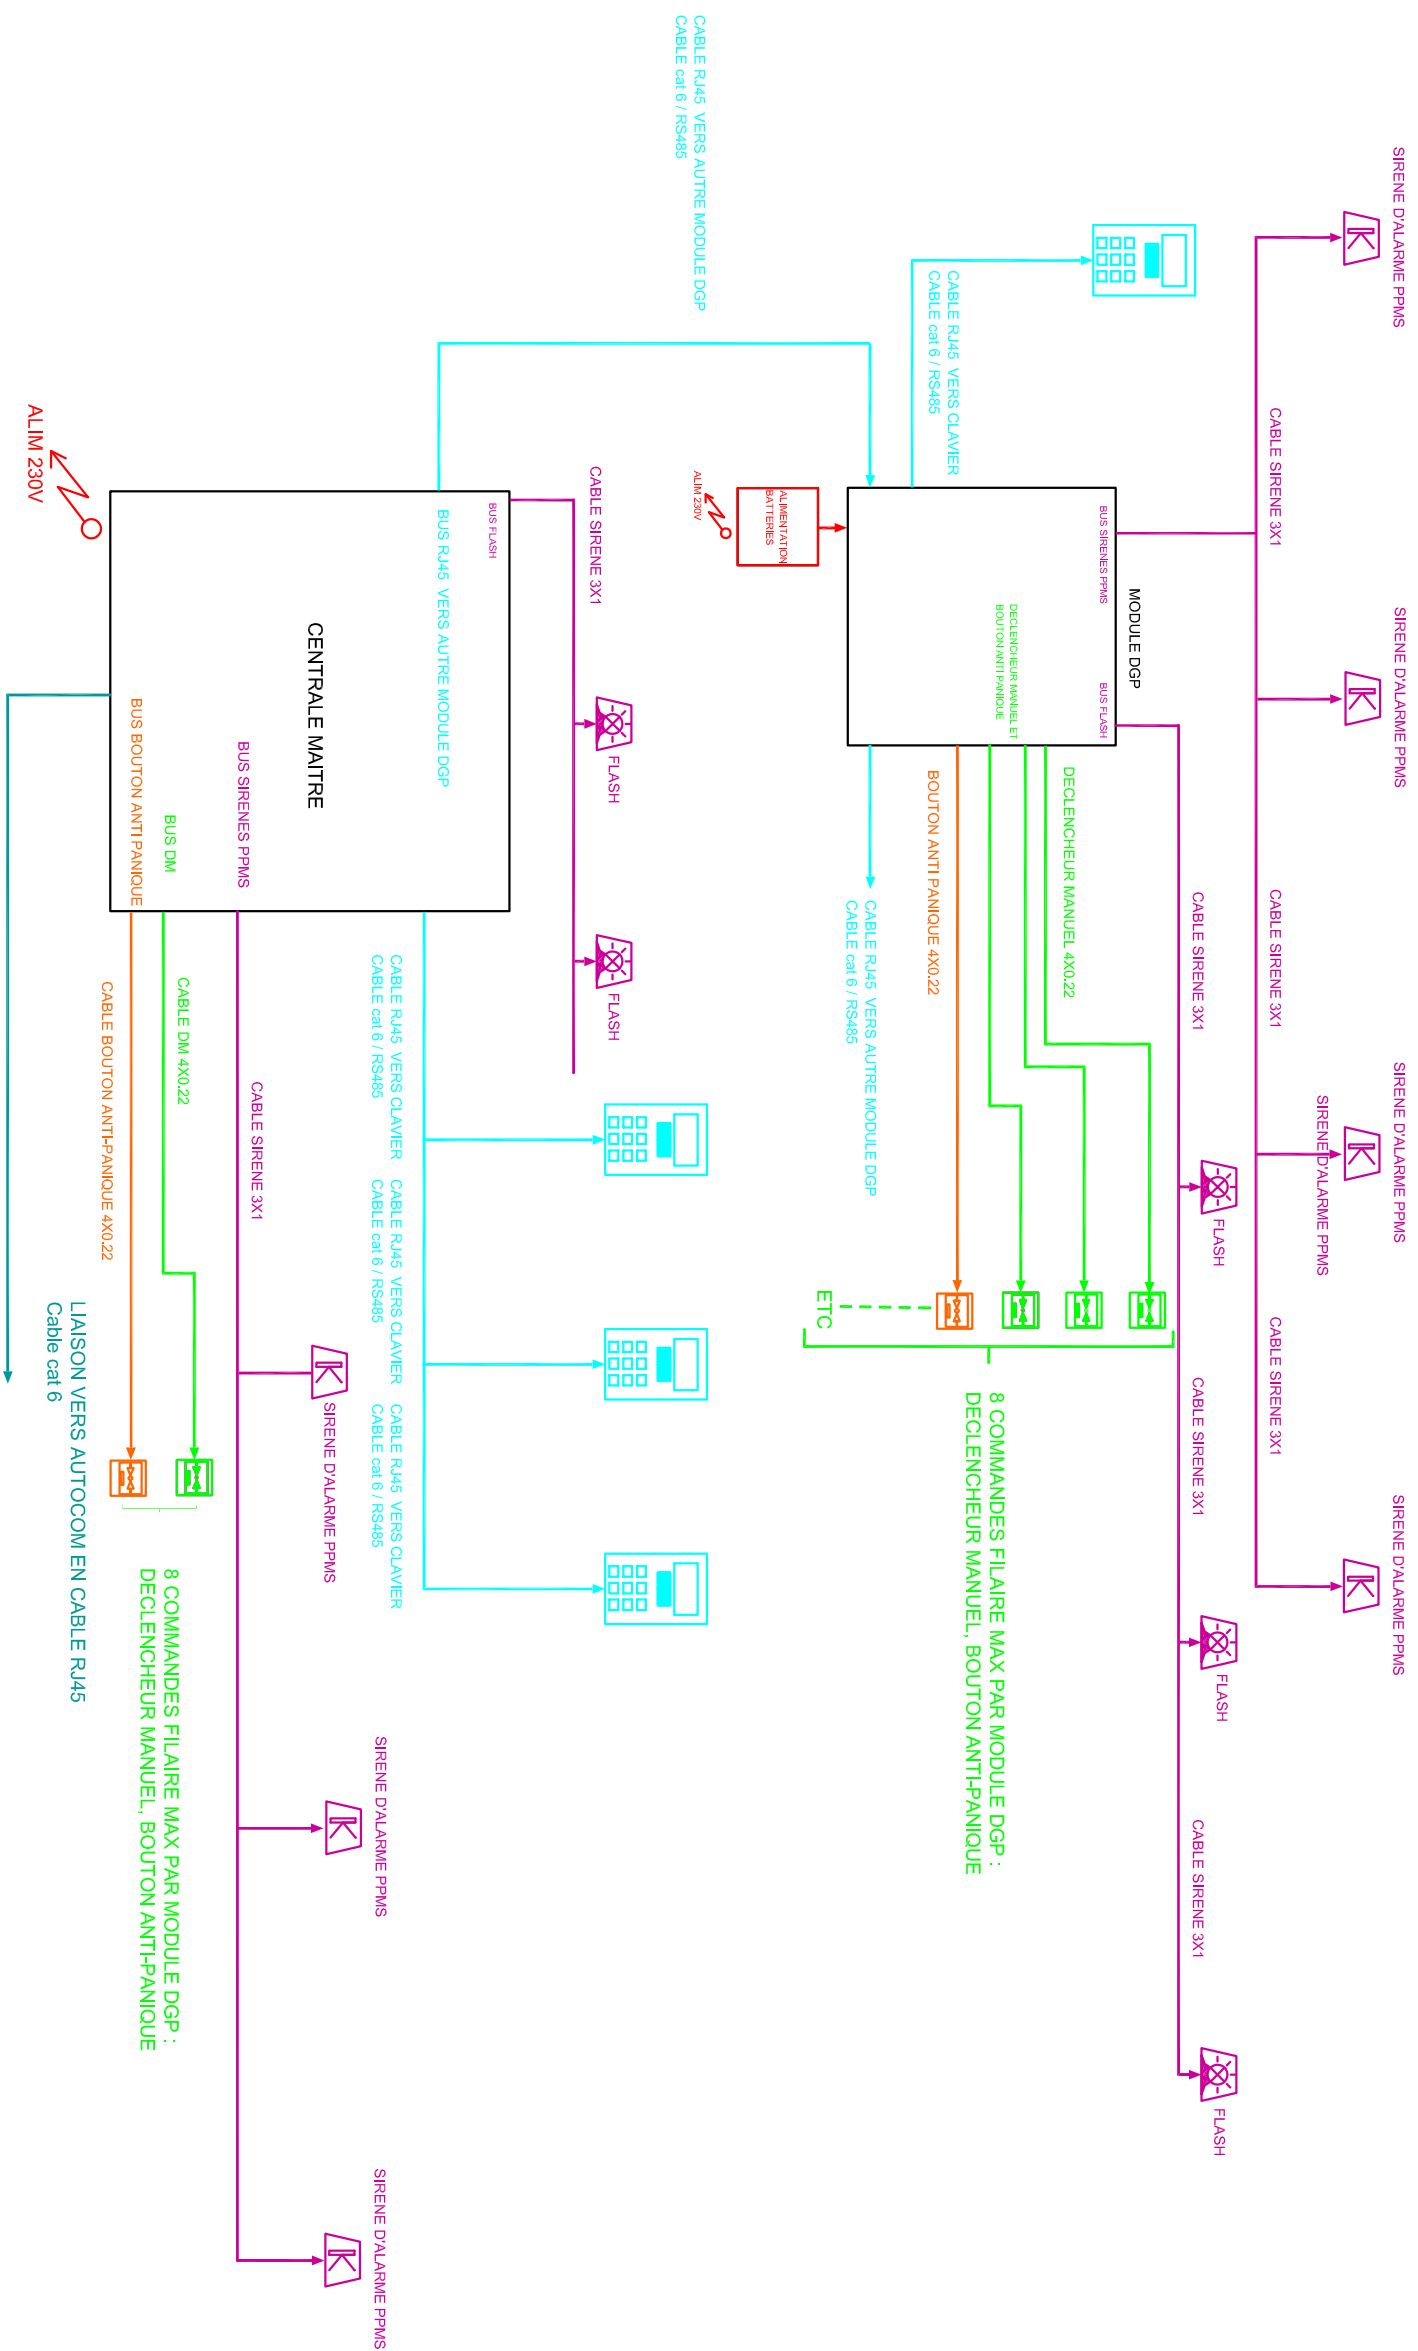 SIRENE D'ALARME PPMS
SIRENE D'ALARME PPMS
SIRENE D'ALARME PPMS
SIRENE D'ALARME PPMS
SIRENE D'ALARME PPMS
CABLE SIRENE 3X1
CABLE SIRENE 3X1
CABLE SIRENE 3X1
FLASH
FLASH
FLASH
CABLE SIRENE 3X1
CABLE SIRENE 3X1
CABLE SIRENE 3X1
MODULE DGP
BUS SIRENES PPMS
BUS FLASH
DECLENCHEUR MANUEL ET
BOUTON ANTI PANIQUE
DECLENCHEUR MANUEL 4X0.22
BOUTON ANTI PANIQUE 4X0.22
CABLE RJ45 VERS CLAVIER
CABLE cat 6 / RS485
CABLE RJ45 VERS AUTRE MODULE DGP
CABLE cat 6 / RS485
8 COMMANDES FILAIRE MAX PAR MODULE DGP :
DECLENCHEUR MANUEL, BOUTON ANTI-PANIQUE
ETC
ALIMENTATION
BATTERIES
ALIM 230V
CABLE RJ45 VERS AUTRE MODULE DGP
CABLE cat 6 / RS485
FLASH
FLASH
CABLE SIRENE 3X1
BUS FLASH
BUS RJ45 VERS AUTRE MODULE DGP
CABLE RJ45 VERS CLAVIER
CABLE cat 6 / RS485
CABLE RJ45 VERS CLAVIER
CABLE cat 6 / RS485
CABLE RJ45 VERS CLAVIER
CABLE cat 6 / RS485
CENTRALE MAITRE
SIRENE D'ALARME PPMS
SIRENE D'ALARME PPMS
SIRENE D'ALARME PPMS
BUS SIRENES PPMS
CABLE SIRENE 3X1
BUS DM
CABLE DM 4X0.22
BUS BOUTON ANTI PANIQUE
CABLE BOUTON ANTI-PANIQUE 4X0.22
8 COMMANDES FILAIRE MAX PAR MODULE DGP :
DECLENCHEUR MANUEL, BOUTON ANTI-PANIQUE
LIAISON VERS AUTOCOM EN CABLE RJ45
Cable cat 6
ALIM 230V